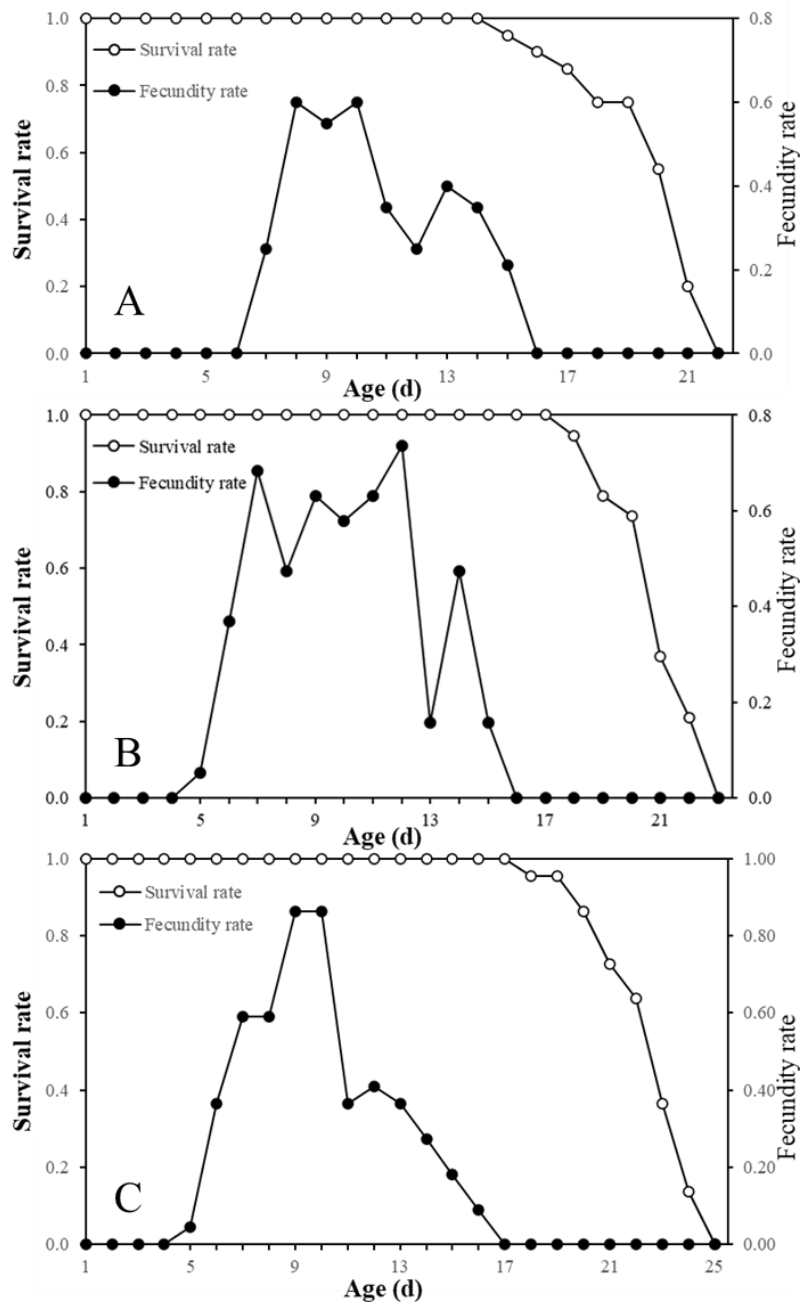 1.0 0.8
Survival rate
Fecundity rate
0.8
0.6
0.6
Survival rate
Fecundity rate
0.4
0.4
0.2
0.2
A
0.0 0.0
1 5 9 13 17 21
Age (d)
1.0 0.8
Survival rate
Fecundity rate
0.8
0.6
0.6
Survival rate
Fecundity rate
0.4
0.4
0.2
0.2
B
0.0 0.0
1 5 9 13 17 21
Age (d)
1.0 1.00
Survival rate
Fecundity rate
0.8 0.80
0.6 0.60
Survival rate
Fecundity rate
0.4 0.40
0.2 0.20
C
0.0 0.00
1 5 9 13 17 21 25
Age (d)